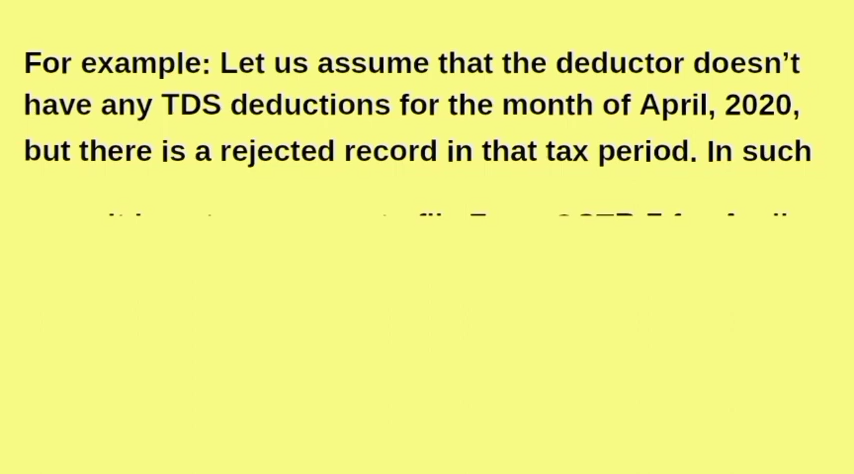 For example: Let us assume that the deductor doesn’t
have any TDS deductions for the month of April, 2020,
but there is a rejected record in that tax period. In such